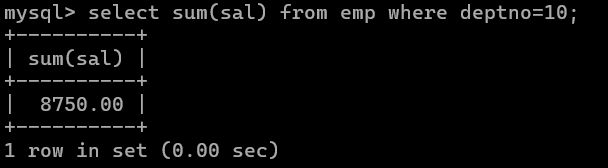 mysql> select sum(sal) from emp where deptno=10;
+----------+
| sum(sal) |
+----------+
|  8750.00 |
+----------+
1 row in set (0.00 sec)